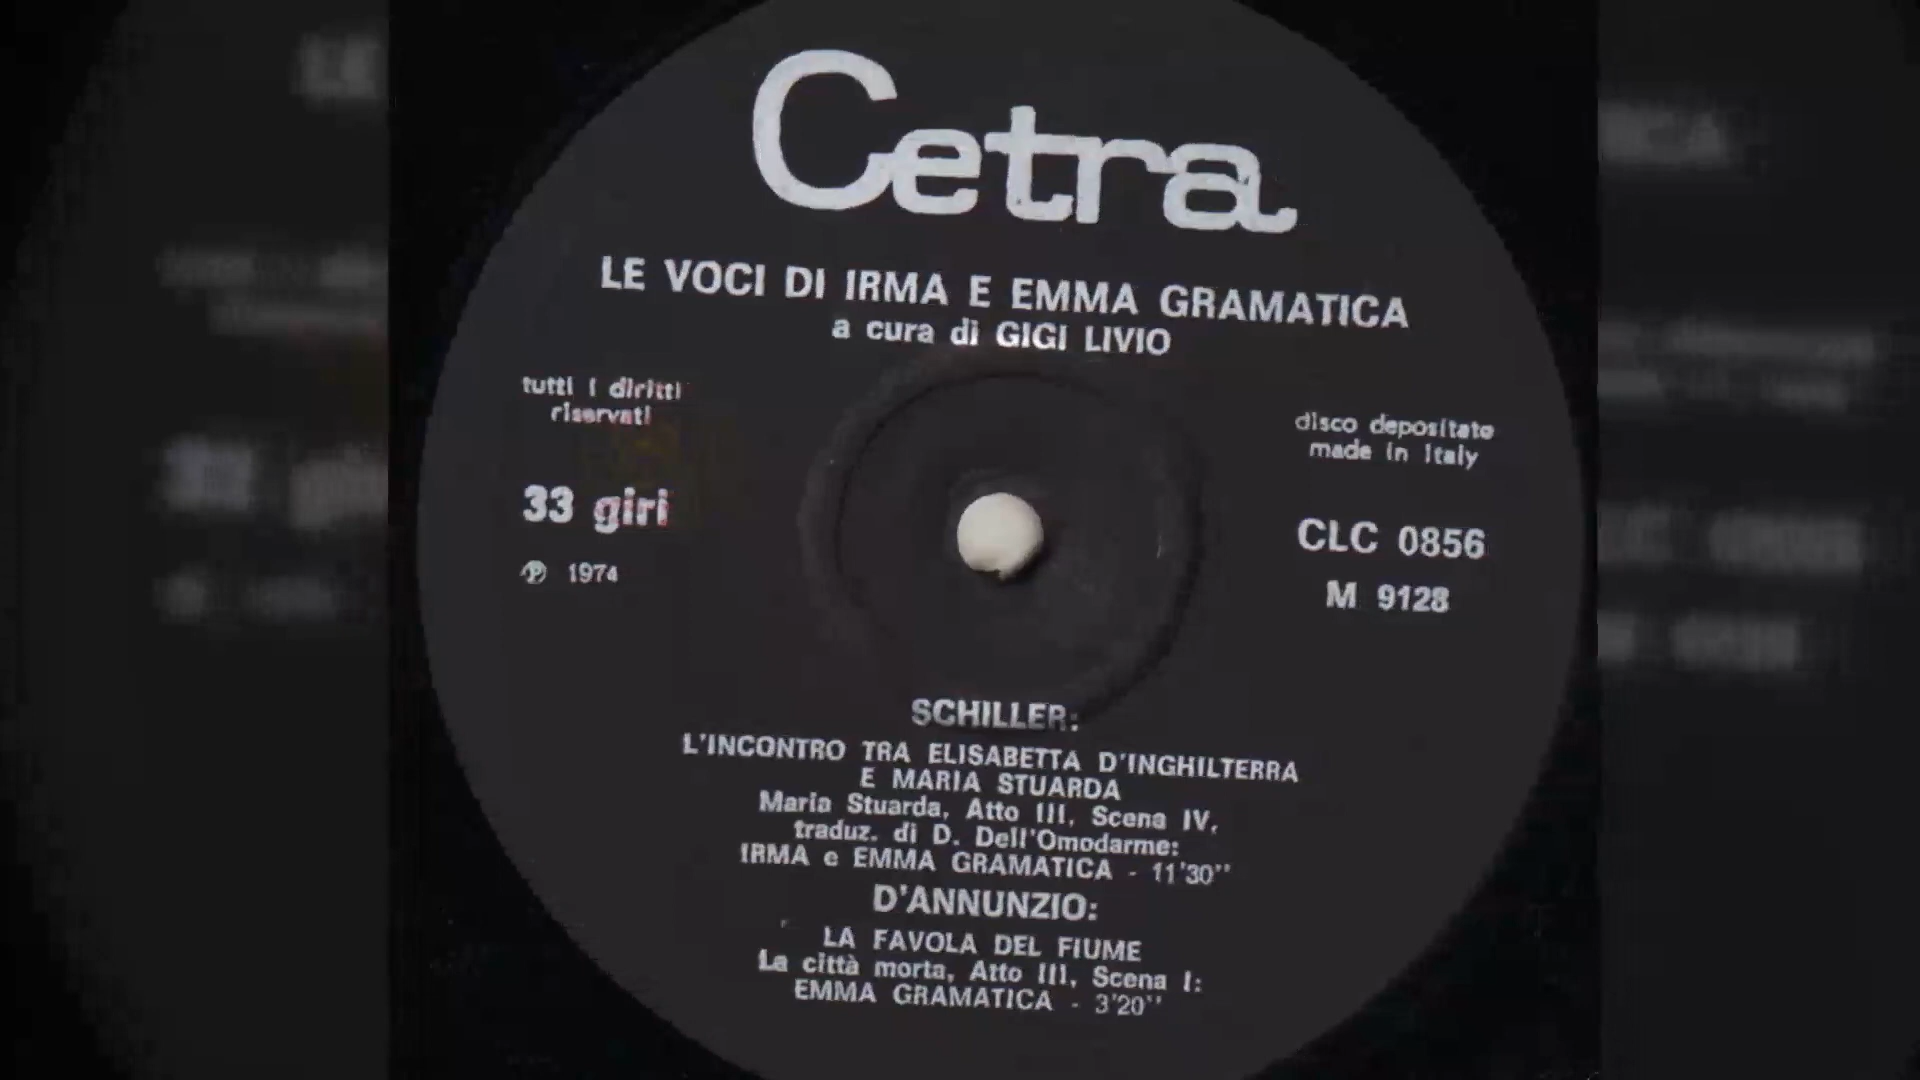 Cetra
LE VOCI DI IRMA E EMMA GRAMATICA
a cura di GIGI LIVIO
tutti i diritti
riservati
33 giri
℗ 1974
disco depositato
made in Italy
CLC 0856
M 9128
SCHILLER:
L'INCONTRO TRA ELISABETTA D'INGHILTERRA
E MARIA STUARDA
Maria Stuarda, Atto III, Scena IV,
traduz. di D. Dell'Omodarme:
IRMA e EMMA GRAMATICA - 11'30''
D'ANNUNZIO:
LA FAVOLA DEL FIUME
La città morta, Atto III, Scena I:
EMMA GRAMATICA - 3'20''